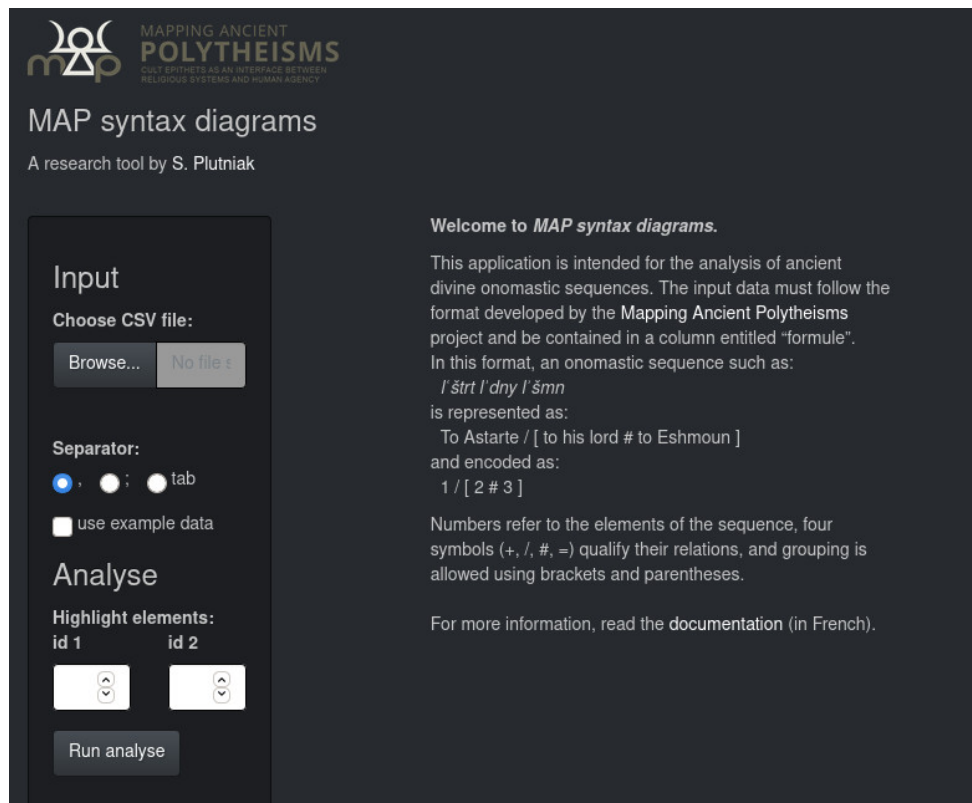 map
MAPPING ANCIENT
POLYTHEISMS
CULT EPITHETS AS AN INTERFACE BETWEEN
RELIGIOUS SYSTEMS AND HUMAN AGENCY
MAP syntax diagrams
A research tool by S. Plutniak
Input
Choose CSV file:
Browse... No file s
Separator:
, ; tab
use example data
Analyse
Highlight elements:
id 1 id 2
Run analyse
Welcome to MAP syntax diagrams.
This application is intended for the analysis of ancient
divine onomastic sequences. The input data must follow the
format developed by the Mapping Ancient Polytheisms
project and be contained in a column entitled “formule”.
In this format, an onomastic sequence such as:
lʿštrt lʾdny lʾšmn
is represented as:
To Astarte / [ to his lord # to Eshmoun ]
and encoded as:
1 / [ 2 # 3 ]
Numbers refer to the elements of the sequence, four
symbols (+, /, #, =) qualify their relations, and grouping is
allowed using brackets and parentheses.
For more information, read the documentation (in French).